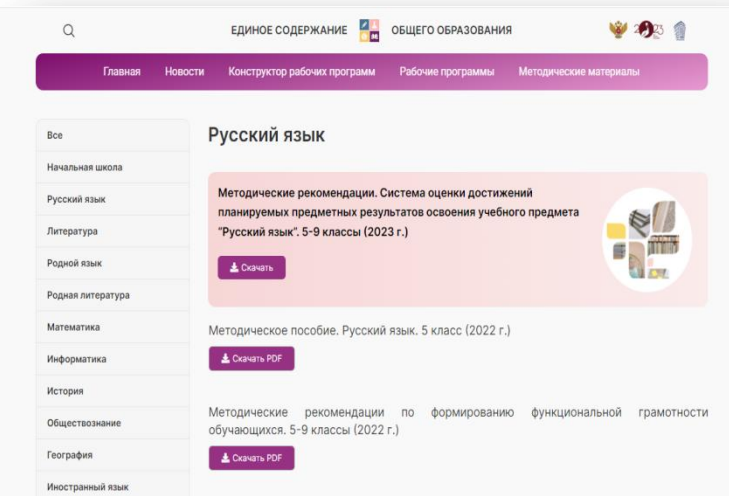 ЕДИНОЕ СОДЕРЖАНИЕ ОБЩЕГО ОБРАЗОВАНИЯ
Главная Новости Конструктор рабочих программ Рабочие программы Методические материалы
Все
Начальная школа
Русский язык
Литература
Родной язык
Родная литература
Математика
Информатика
История
Обществознание
География
Иностранный язык
Русский язык
Методические рекомендации. Система оценки достижений
планируемых предметных результатов освоения учебного предмета
"Русский язык". 5-9 классы (2023 г.)
Скачать
Методическое пособие. Русский язык. 5 класс (2022 г.)
Скачать PDF
Методические рекомендации по формированию функциональной грамотности
обучающихся. 5-9 классы (2022 г.)
Скачать PDF